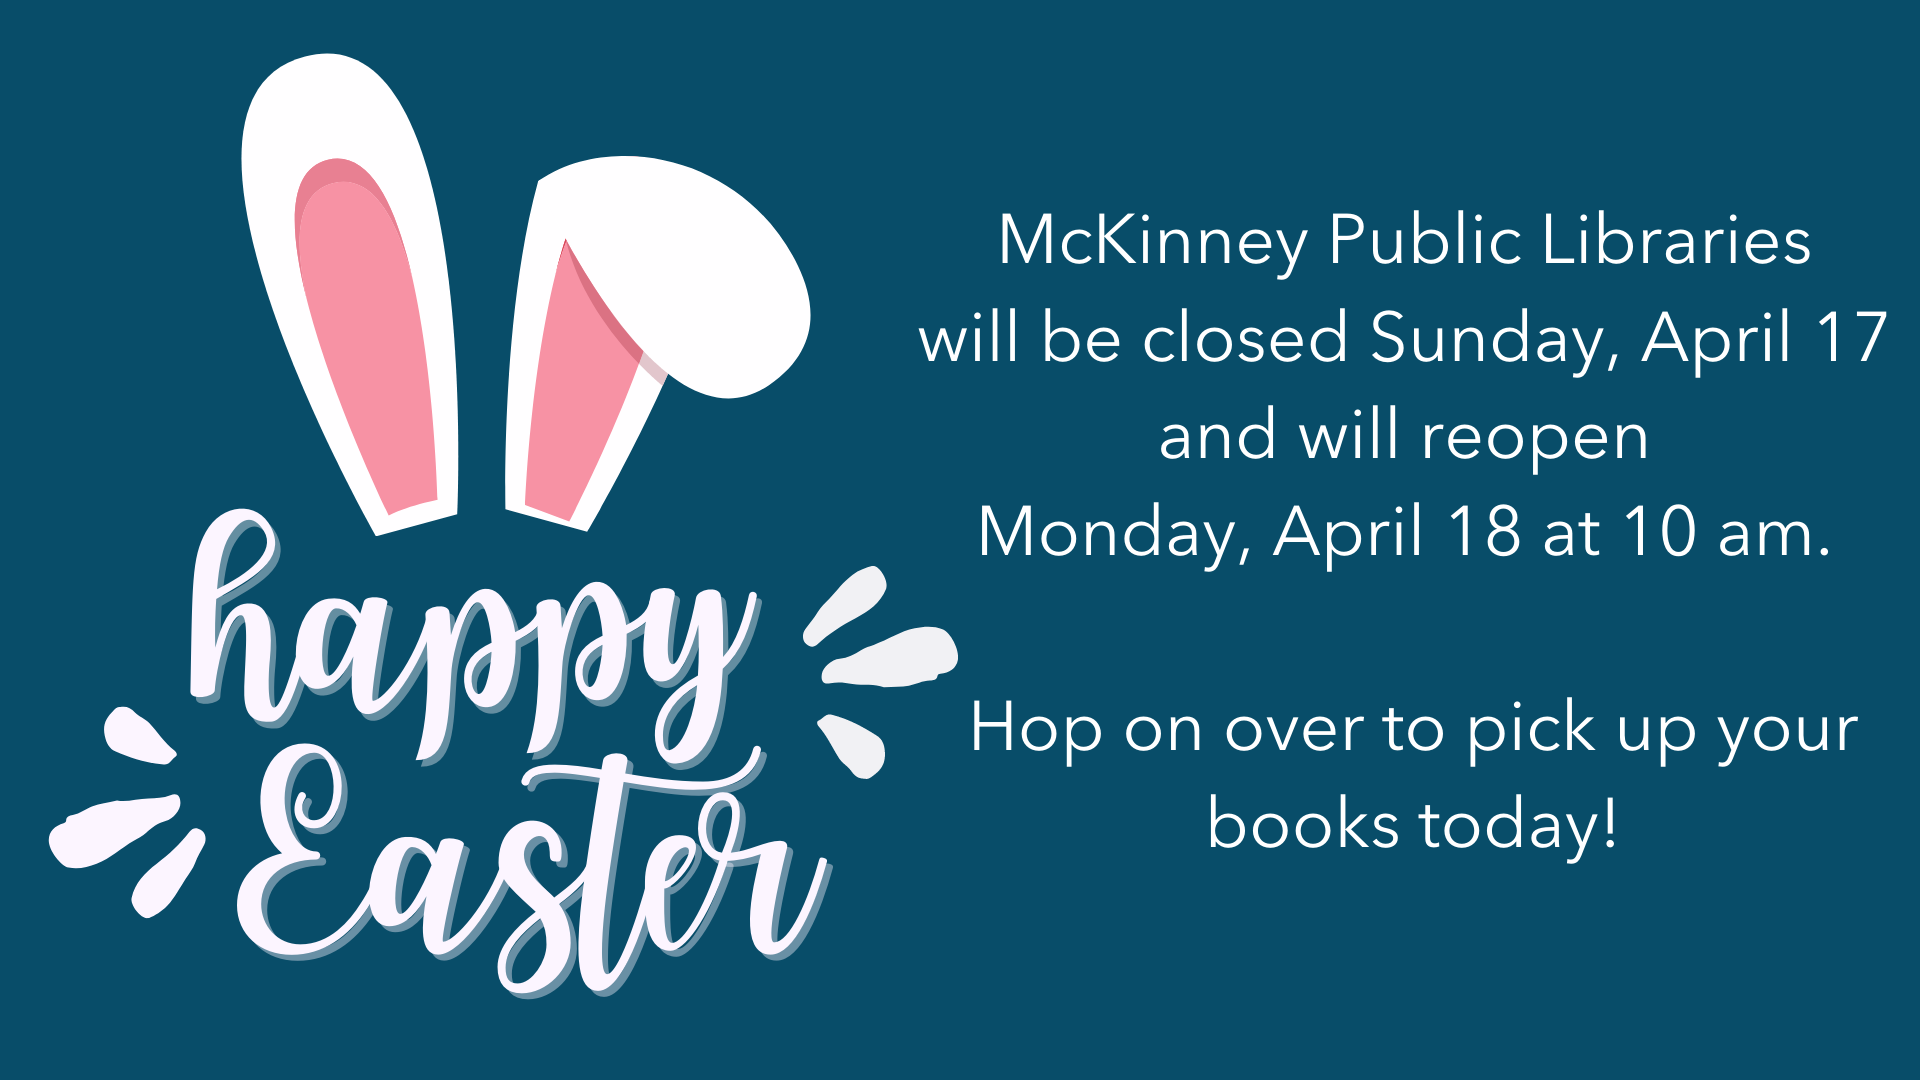 happy
Easter
McKinney Public Libraries
will be closed Sunday, April 17
and will reopen
Monday, April 18 at 10 am.
Hop on over to pick up your
books today!